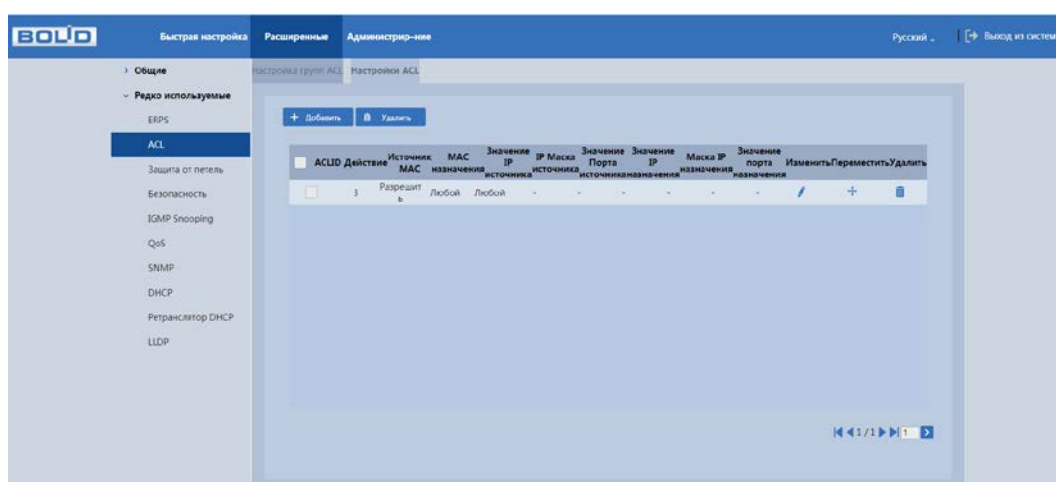 BOLID
Быстрая настройка Расширенные Администрир-ние Русский Выход из систем
Общие
Настройка групп ACL Настройки ACL
Редко используемые
ERPS
+ Добавить Удалить
ACL
ACLID Действие Источник MAC MAC назначения Значение IP источника IP Маска источника Значение Порта источника Значение IP назначения Маска IP назначения Значение порта назначения Изменить Переместить Удалить
Защита от петель
3 Разрешить Любой Любой - - - - - -
Безопасность
IGMP Snooping
QoS
SNMP
DHCP
Ретранслятор DHCP
LLDP
1/1 1